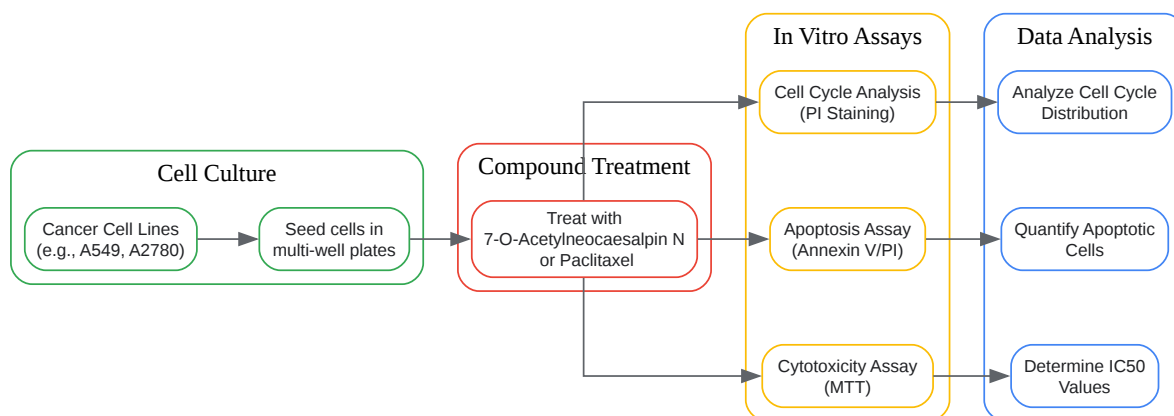 Cell Culture
Cancer Cell Lines
(e.g., A549, A2780)
Seed cells in
multi-well plates
Compound Treatment
Treat with
7-O-Acetylneocaesalpin N
or Paclitaxel
In Vitro Assays
Cell Cycle Analysis
(PI Staining)
Apoptosis Assay
(Annexin V/PI)
Cytotoxicity Assay
(MTT)
Data Analysis
Analyze Cell Cycle
Distribution
Quantify Apoptotic
Cells
Determine IC50
Values